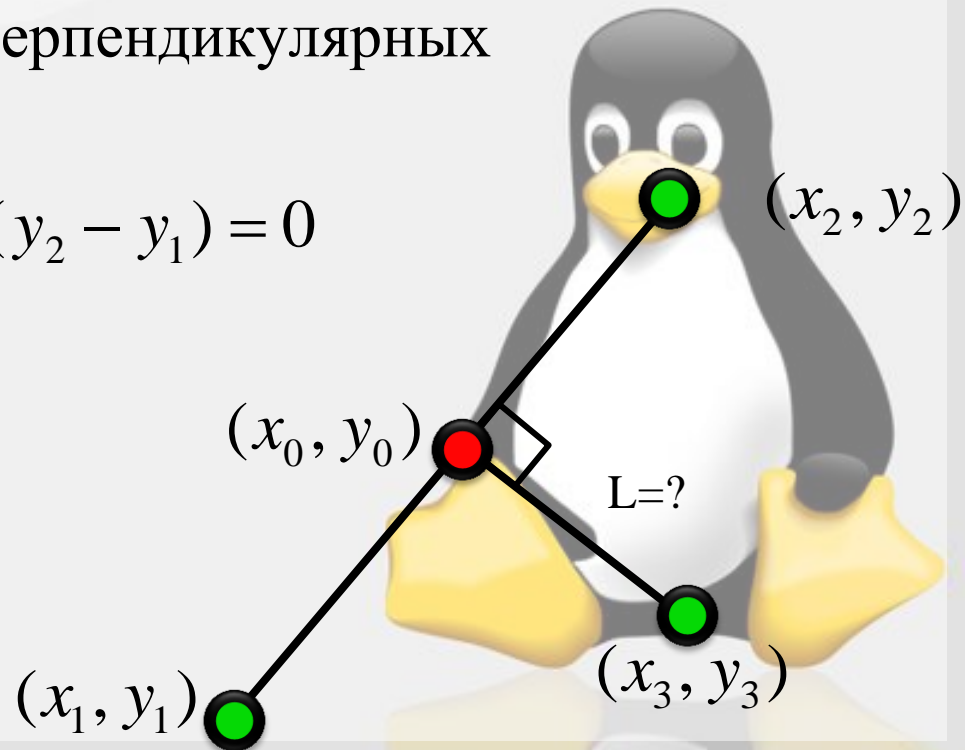 ерпендикулярных
(x₂, y₂)
(y₂ − y₁) = 0
(x₀, y₀)
L=?
(x₃, y₃)
(x₁, y₁)